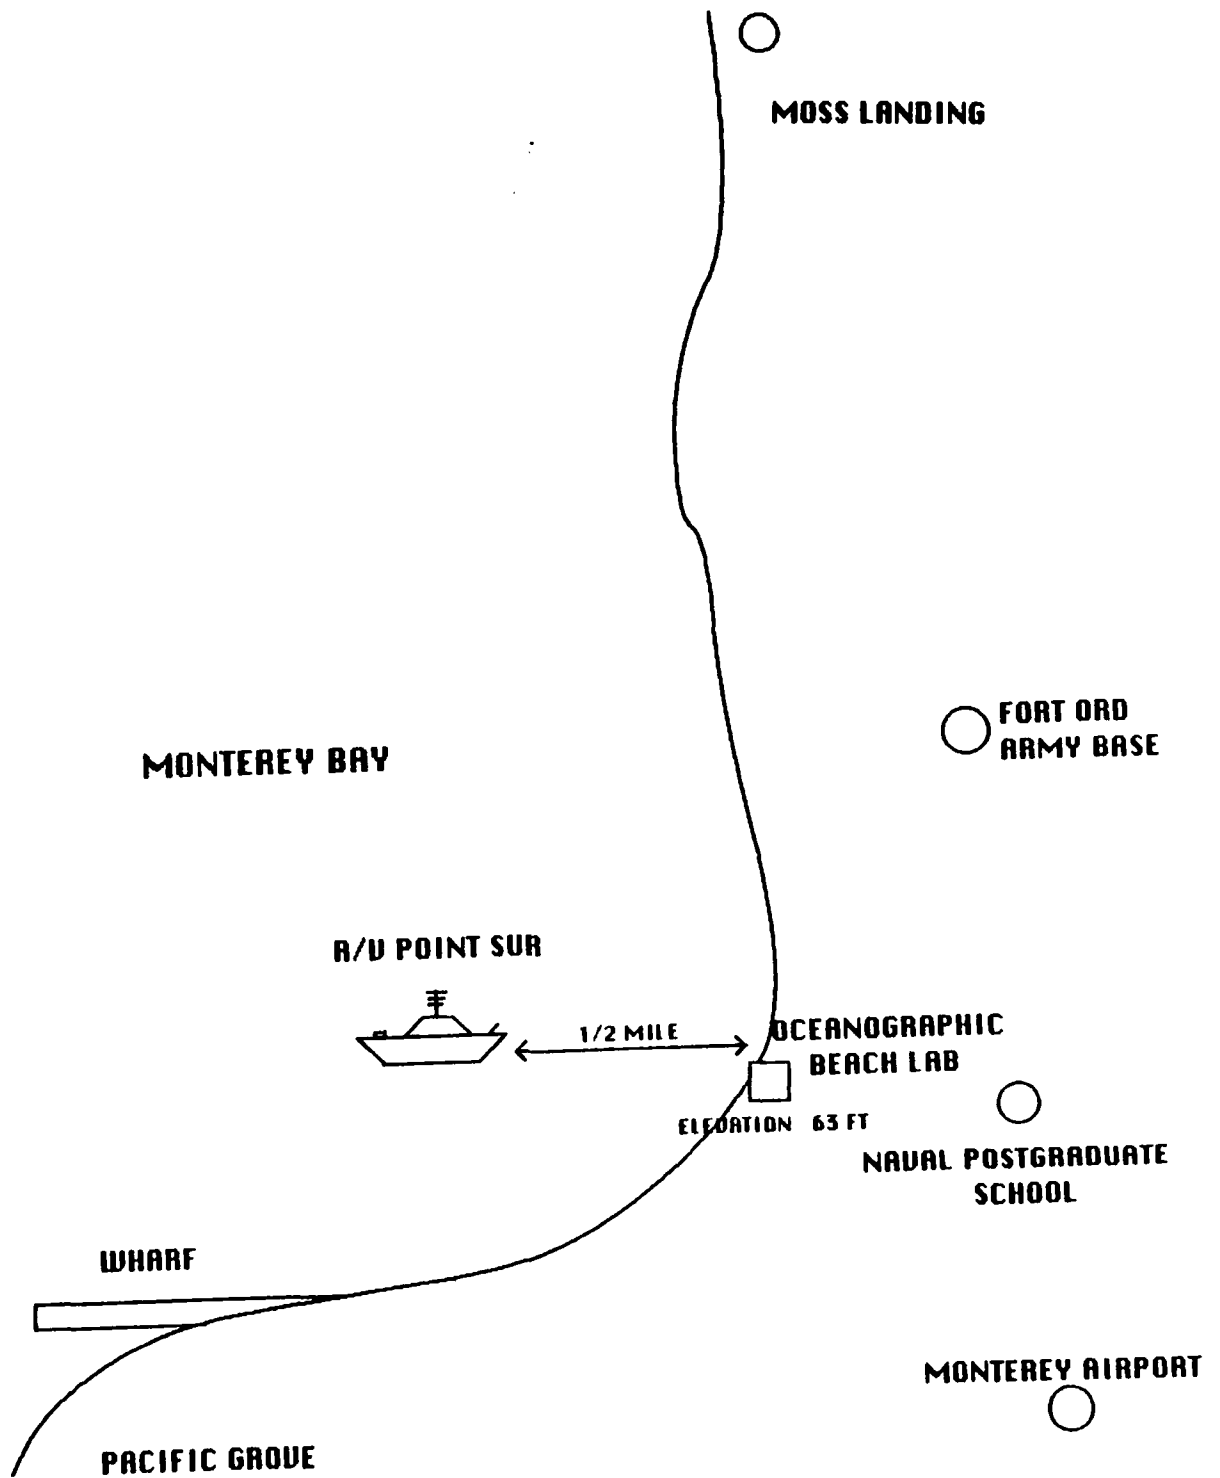 MOSS LANDING
FORT ORD
ARMY BASE
MONTEREY BAY
R/V POINT SUR
1/2 MILE
OCEANOGRAPHIC
BEACH LAB
ELEVATION 63 FT
NAVAL POSTGRADUATE
SCHOOL
WHARF
MONTEREY AIRPORT
PACIFIC GROVE